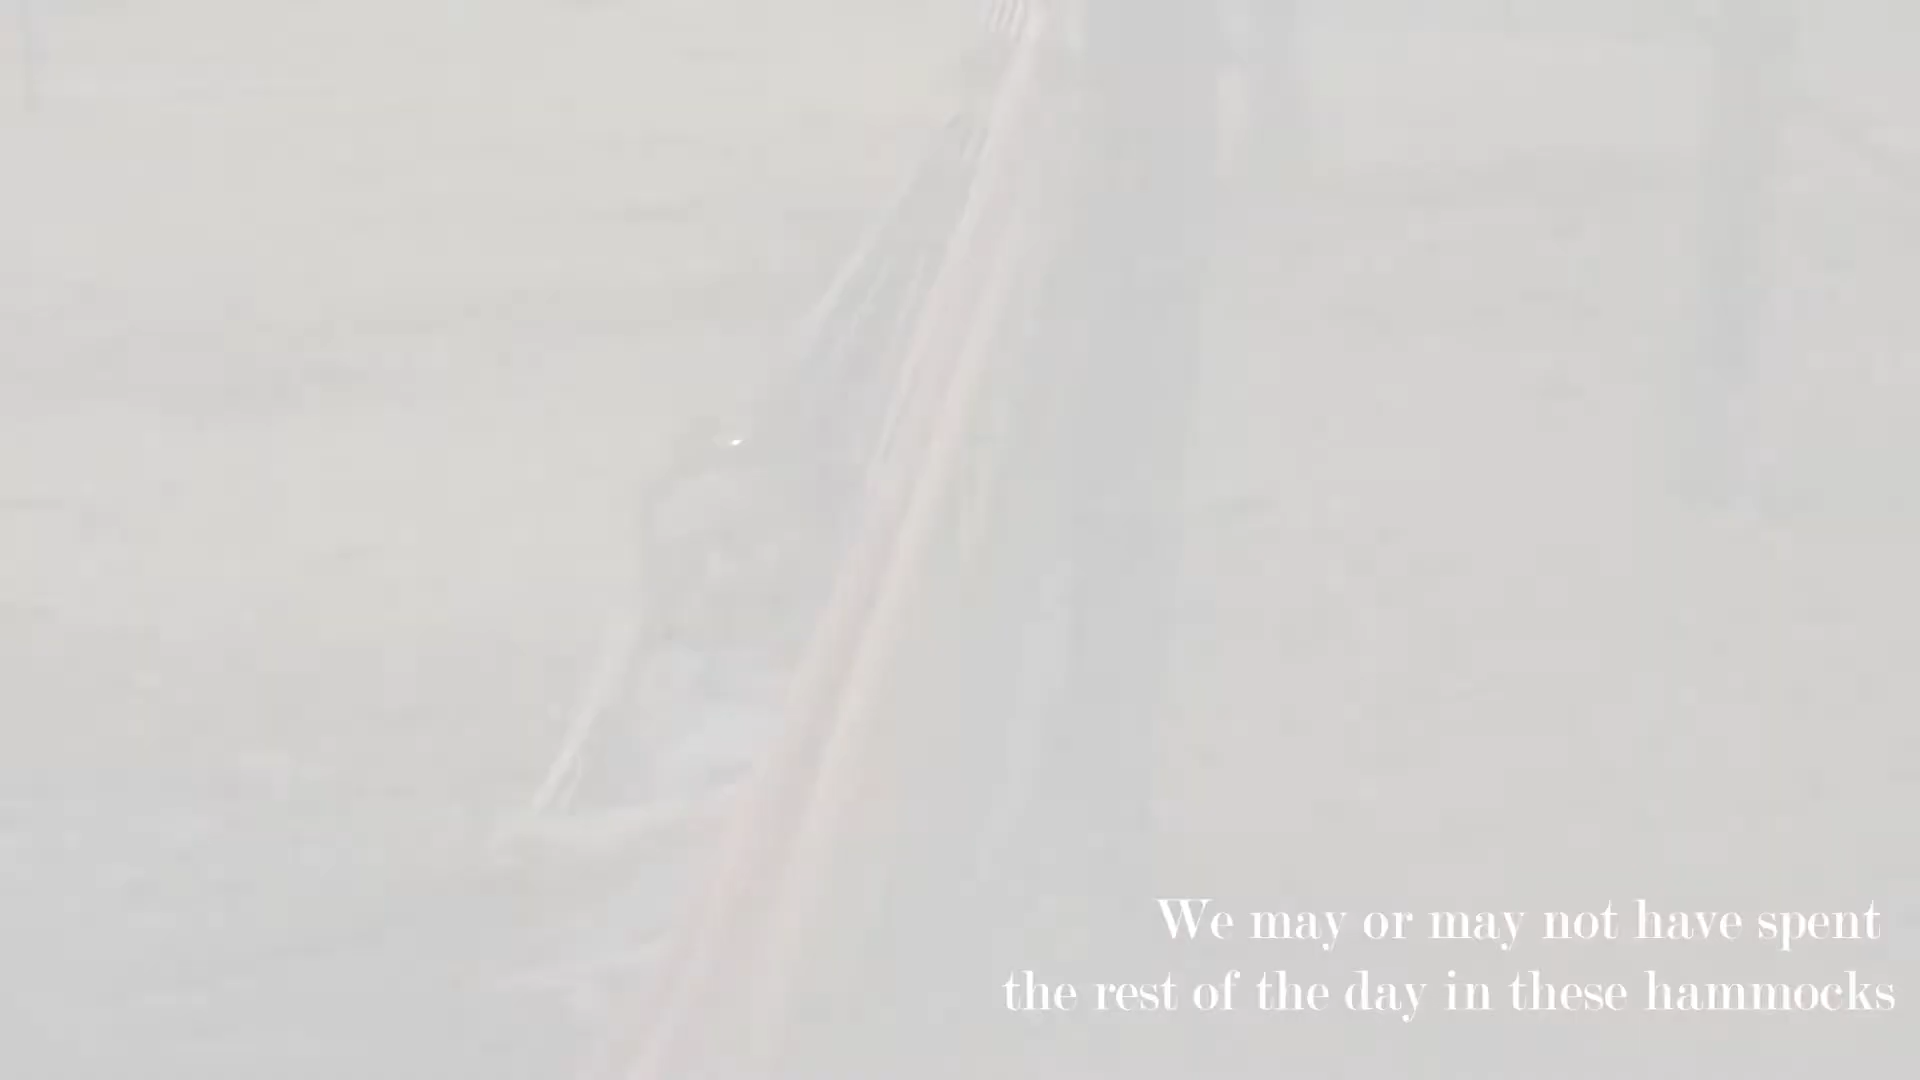 We may or may not have spent
the rest of the day in these hammocks